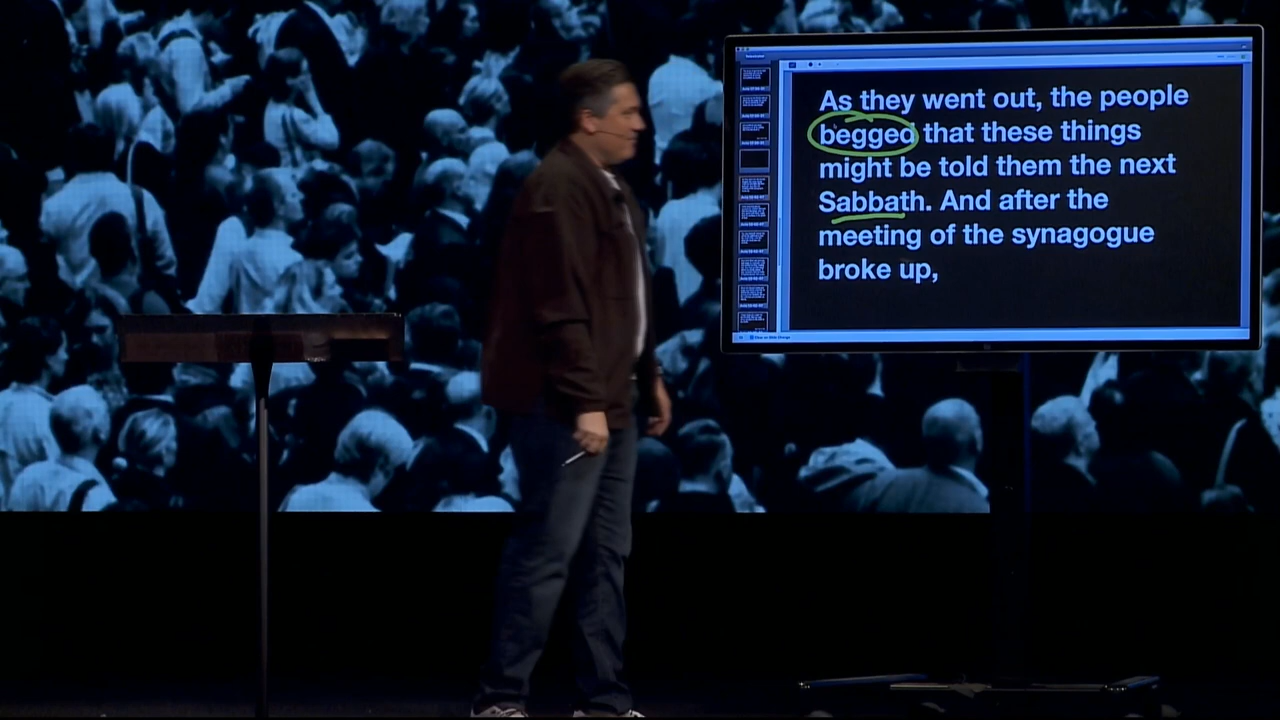 As they went out, the people
begged that these things
might be told them the next
Sabbath. And after the
meeting of the synagogue
broke up,